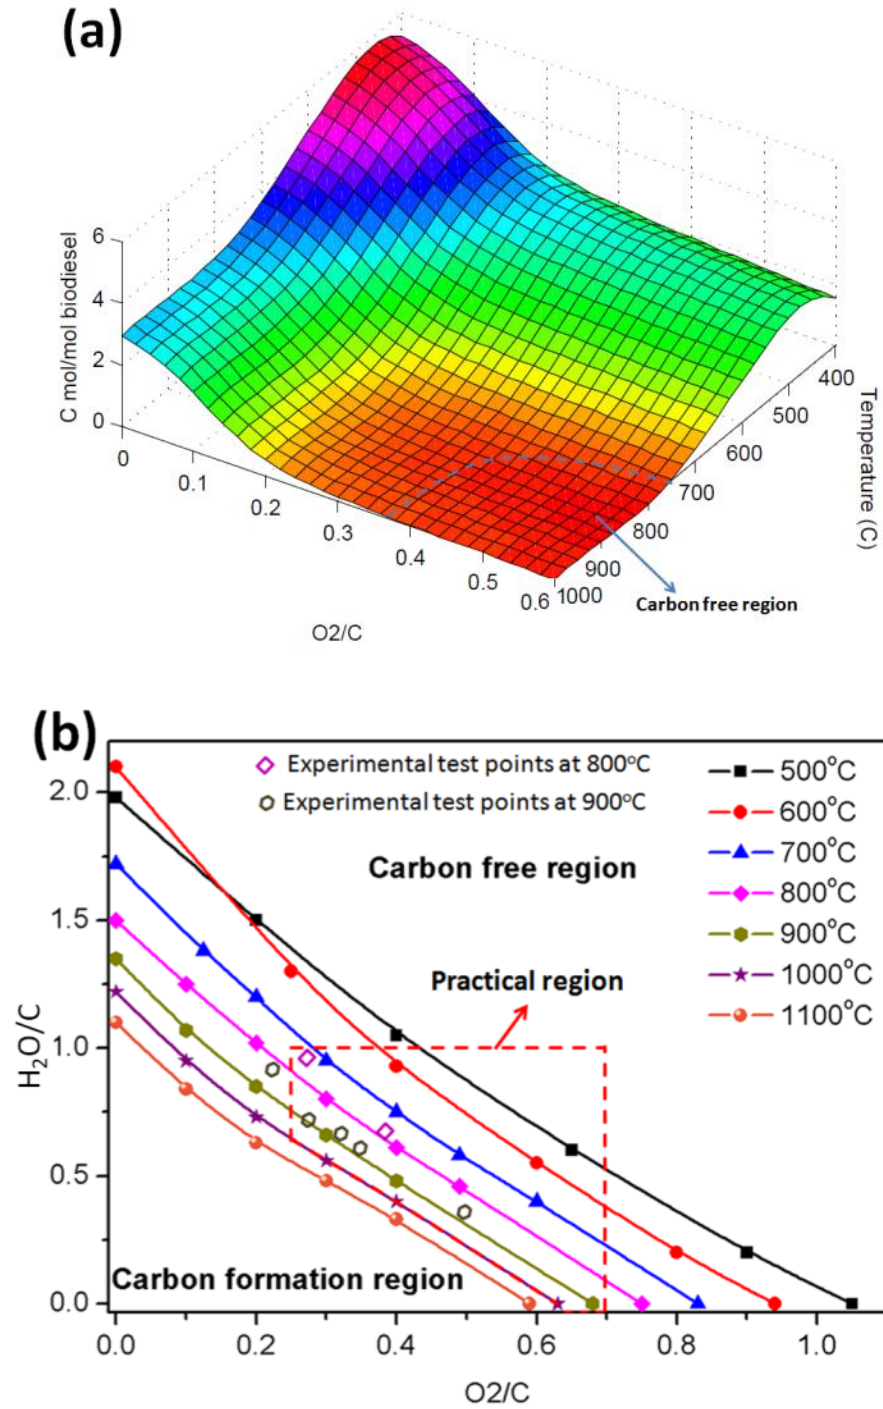 (a)
C mol/mol biodiesel
6
4
2
0
0
0.1
0.2
0.3
0.4
0.5
0.6
O2/C
400
500
600
700
800
900
1000
Temperature (C)
Carbon free region
(b)
Experimental test points at 800°C
Experimental test points at 900°C
Carbon free region
Practical region
Carbon formation region
500°C
600°C
700°C
800°C
900°C
1000°C
1100°C
H₂O/C
2.0
1.5
1.0
0.5
0.0
0.0
0.2
0.4
0.6
0.8
1.0
O2/C